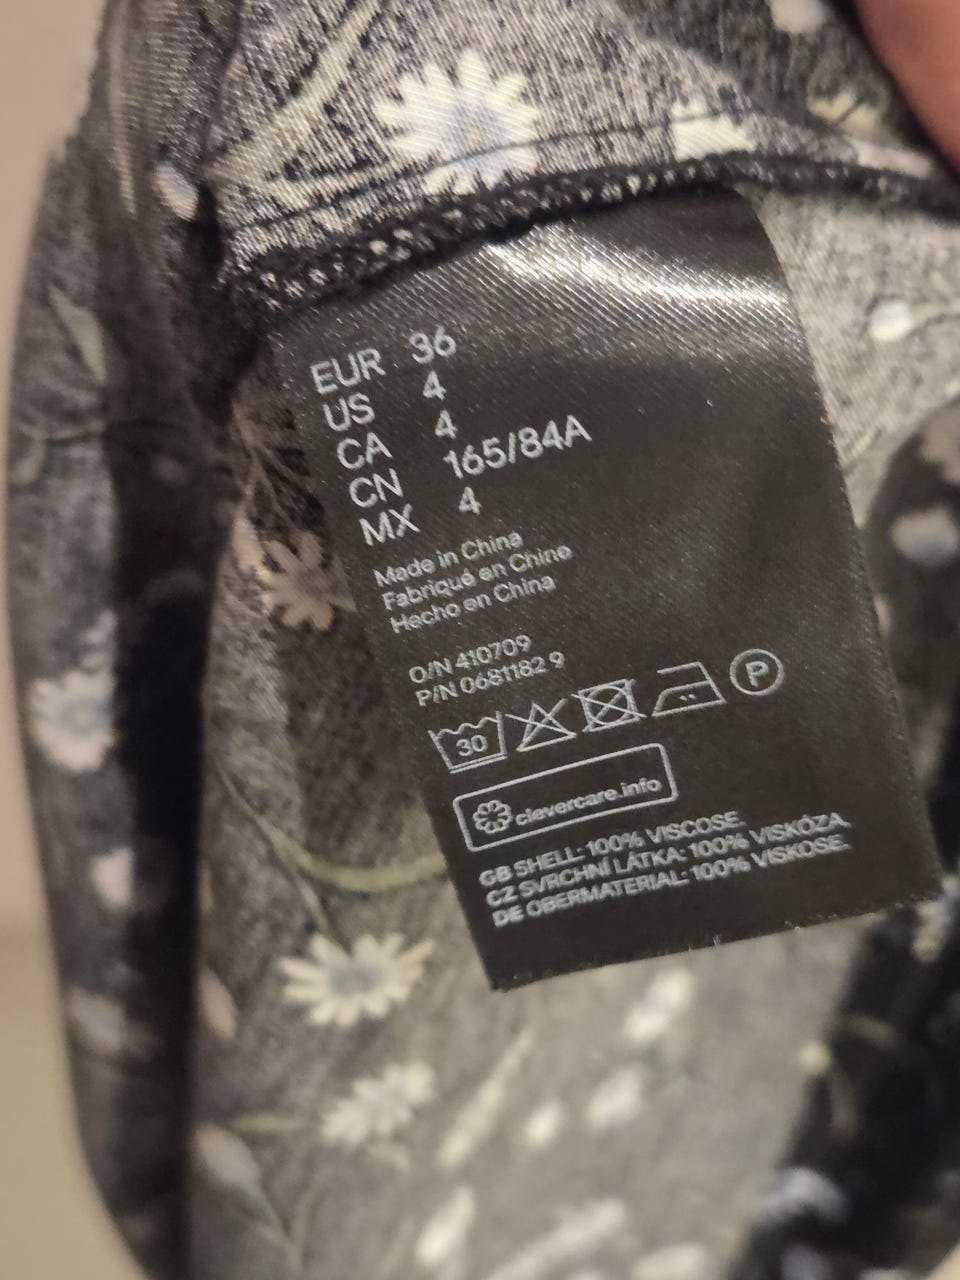 EUR 36
US 4
CA 4
CN 165/84A
MX 4
Made in China
Fabriqué en Chine
Hecho en China
O/N 410709
P/N 0681182 9
30 P
clevercare.info
GB SHELL: 100% VISCOSE.
CZ SVRCHNÍ LÁTKA: 100% VISKÓZA.
DE OBERMATERIAL: 100% VISKOSE.